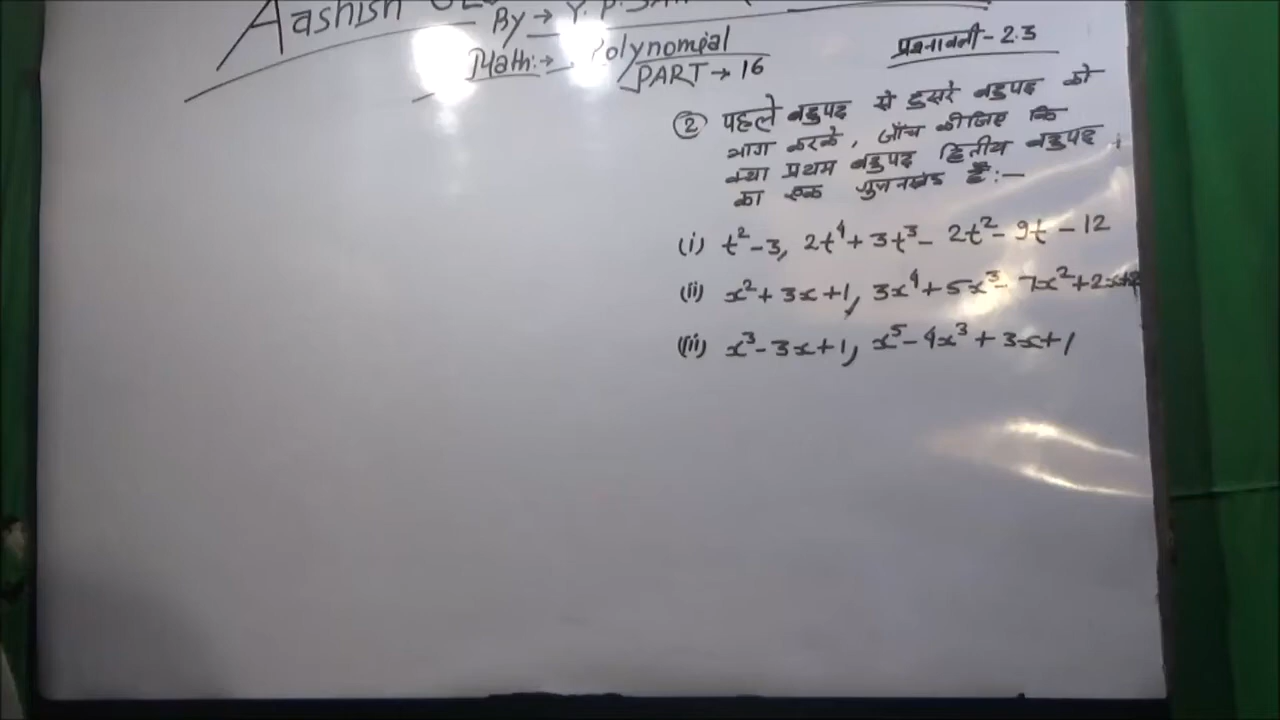 Aashish
By → Y. P.
Math:→ Polynomial
PART → 16
प्रश्नावली - 2.3
② पहले बहुपद से दुसरे बहुपद को
भाग करके, जाँच कीजिए कि
क्या प्रथम बहुपद द्वितीय बहुपद
का एक गुणनखंड है:—
(i) t²-3, 2t⁴+3t³- 2t²- 9t - 12
(ii) x²+3x+1, 3x⁴+5x³- 7x²+2x+2
(iii) x³-3x+1, x⁵-4x³+3x+1